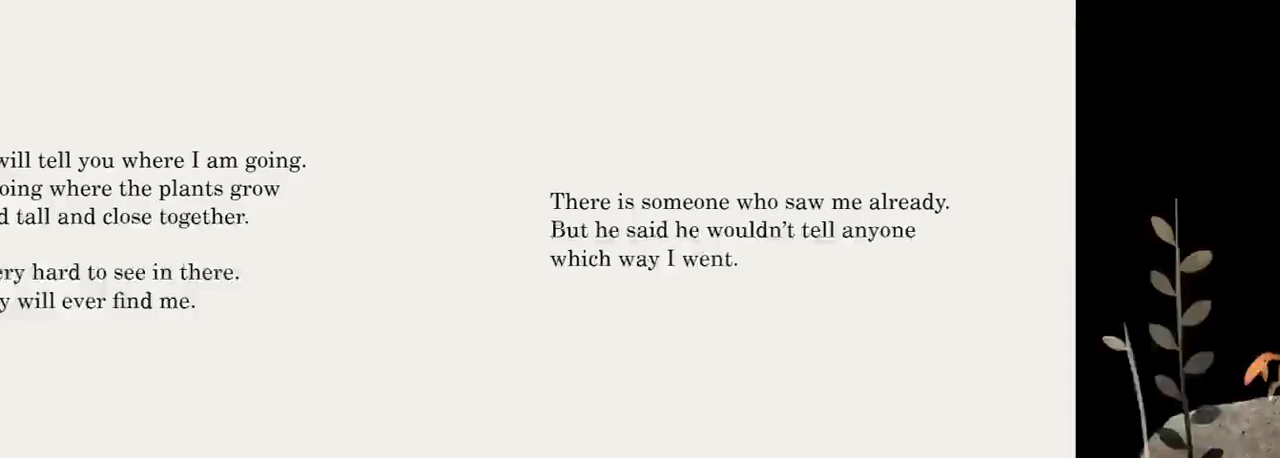 will tell you where I am going.
where the plants grow
tall and close together.
hard to see in there.
will ever find me.
There is someone who saw me already.
But he said he wouldn't tell anyone
which way I went.